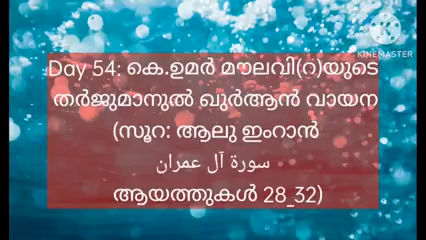 KINEMASTER
Day 54: കെ.ഉമർ മൗലവി(റ)യുടെ
തർജുമാനുൽ ഖുർആൻ വായന
(സൂറ: ആലു ഇംറാൻ
سورة آل عمران
ആയത്തുകൾ 28_32)